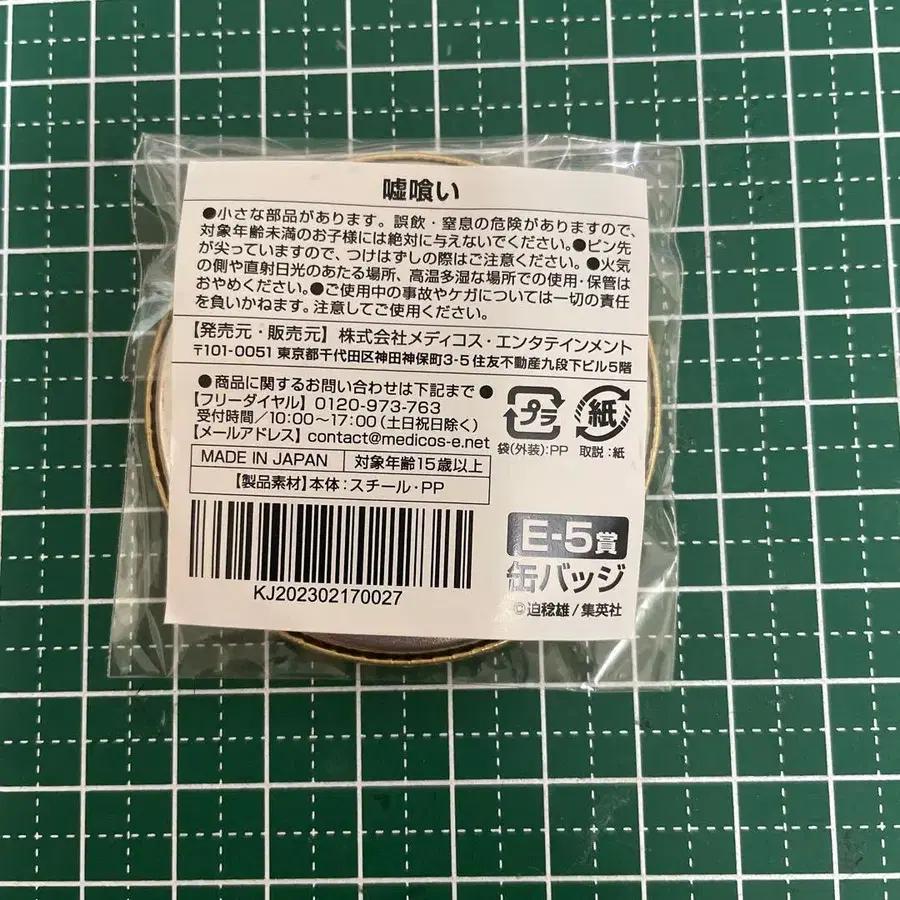 嘘喰い
●小さな部品があります。誤飲・窒息の危険がありますので、
対象年齢未満のお子様には絶対に与えないでください。●ピン先
が尖っていますので、つけはずしの際はご注意ください。●火気
の側や直射日光のあたる場所、高温多湿な場所での使用・保管は
おやめください。●ご使用中の事故やケガについては一切の責任
を負いかねます。注意してご使用ください。
【発売元・販売元】株式会社メディコス・エンタテインメント
〒101-0051 東京都千代田区神田神保町3-5 住友不動産九段下ビル5階
●商品に関するお問い合わせは下記まで●
【フリーダイヤル】0120-973-763
受付時間/10:00～17:00(土日祝日除く)
【メールアドレス】contact@medicos-e.net
プラ
紙
袋(外装):PP 取説:紙
MADE IN JAPAN 対象年齢15歳以上
【製品素材】本体:スチール・PP
KJ202302170027
E-5賞
缶バッジ
©迫稔雄/集英社